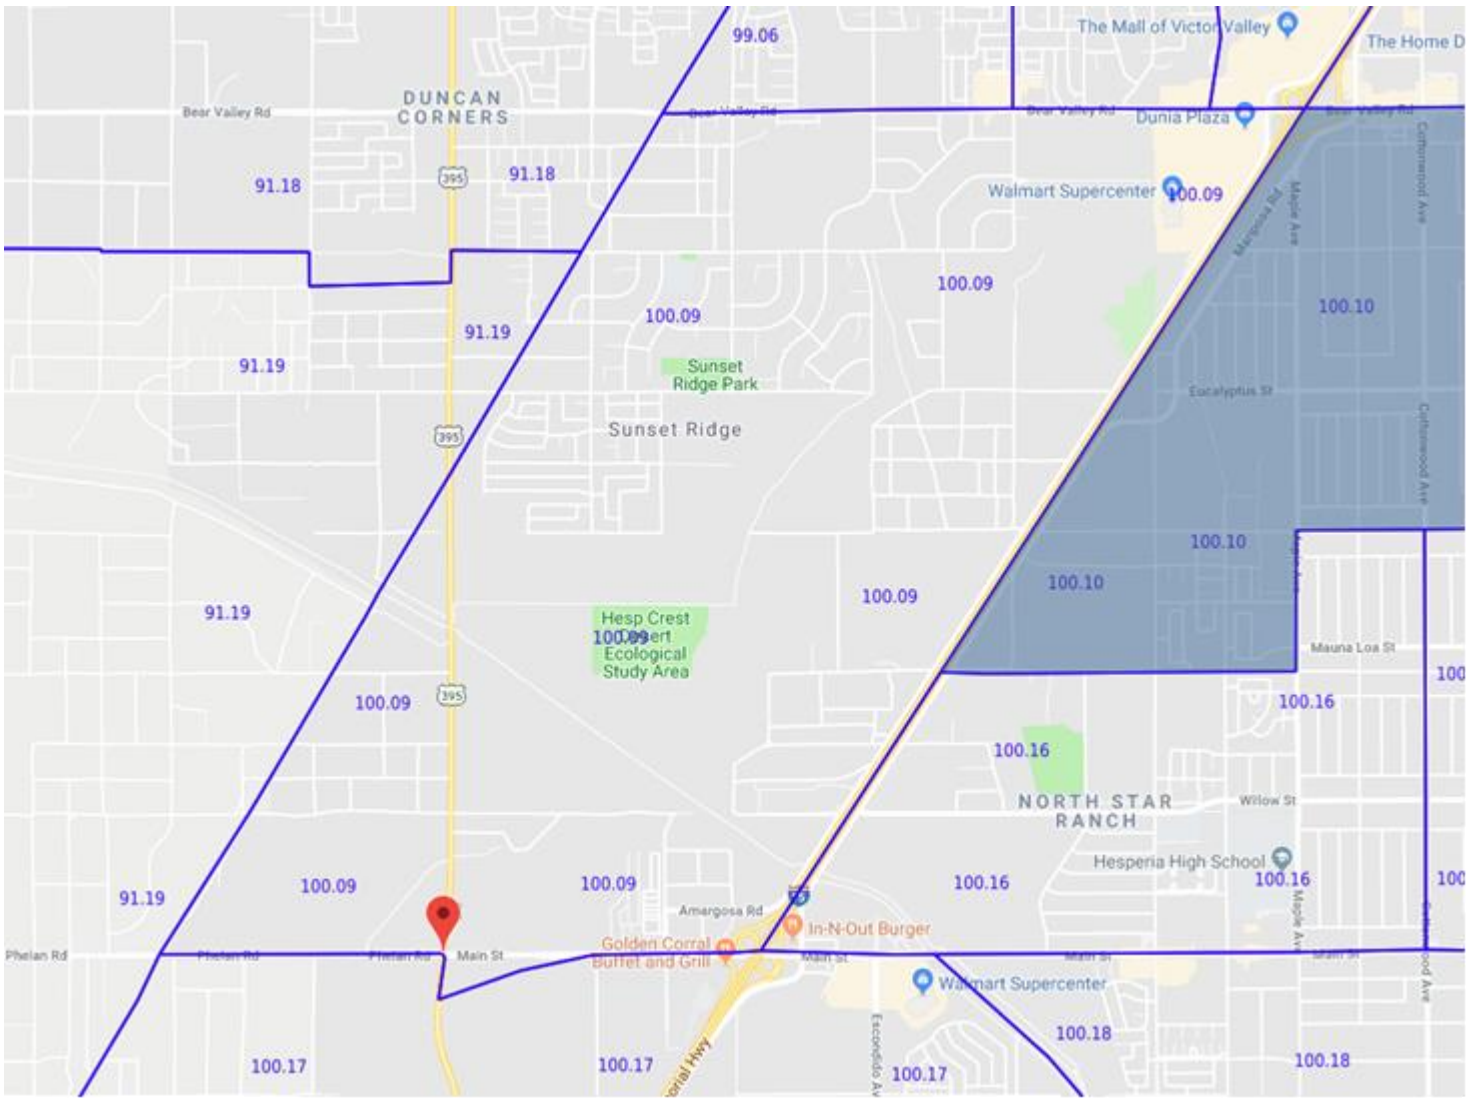 99.06
The Mall of Victor Valley
The Home D
DUNCAN
CORNERS
Bear Valley Rd
Bear Valley Rd
Bear Valley Rd
Bear Valley Rd
Dunia Plaza
91.18
395
91.18
Walmart Supercenter
100.09
Mariposa Rd
Maple Ave
Cottonwood Ave
100.09
100.09
100.10
91.19
91.19
Sunset
Ridge Park
Eucalyptus St
Sunset Ridge
395
Cottonwood Ave
100.10
100.10
Maple Ave
91.19
100.09
Hesp Crest
Desert
100.09
Ecological
Study Area
Mauna Loa St
100
100.09
395
100.16
100.16
NORTH STAR
RANCH
Willow St
Hesperia High School
91.19
100.09
100.09
100.16
100.16
100
Amargosa Rd
Maple Ave
In-N-Out Burger
Golden Corral
Buffet and Grill
Phelan Rd
Phelan Rd
Phelan Rd
Main St
Main St
Main St
Main St
Walmart Supercenter
100.17
100.17
orial Hwy
Escondido Av
100.17
100.18
100.18